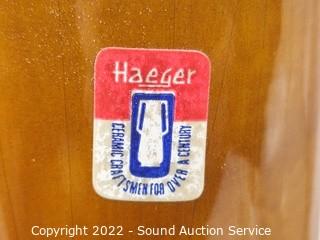 Haeger
CERAMIC CRAFTSMEN FOR OVER A CENTURY
Copyright 2022 - Sound Auction Service